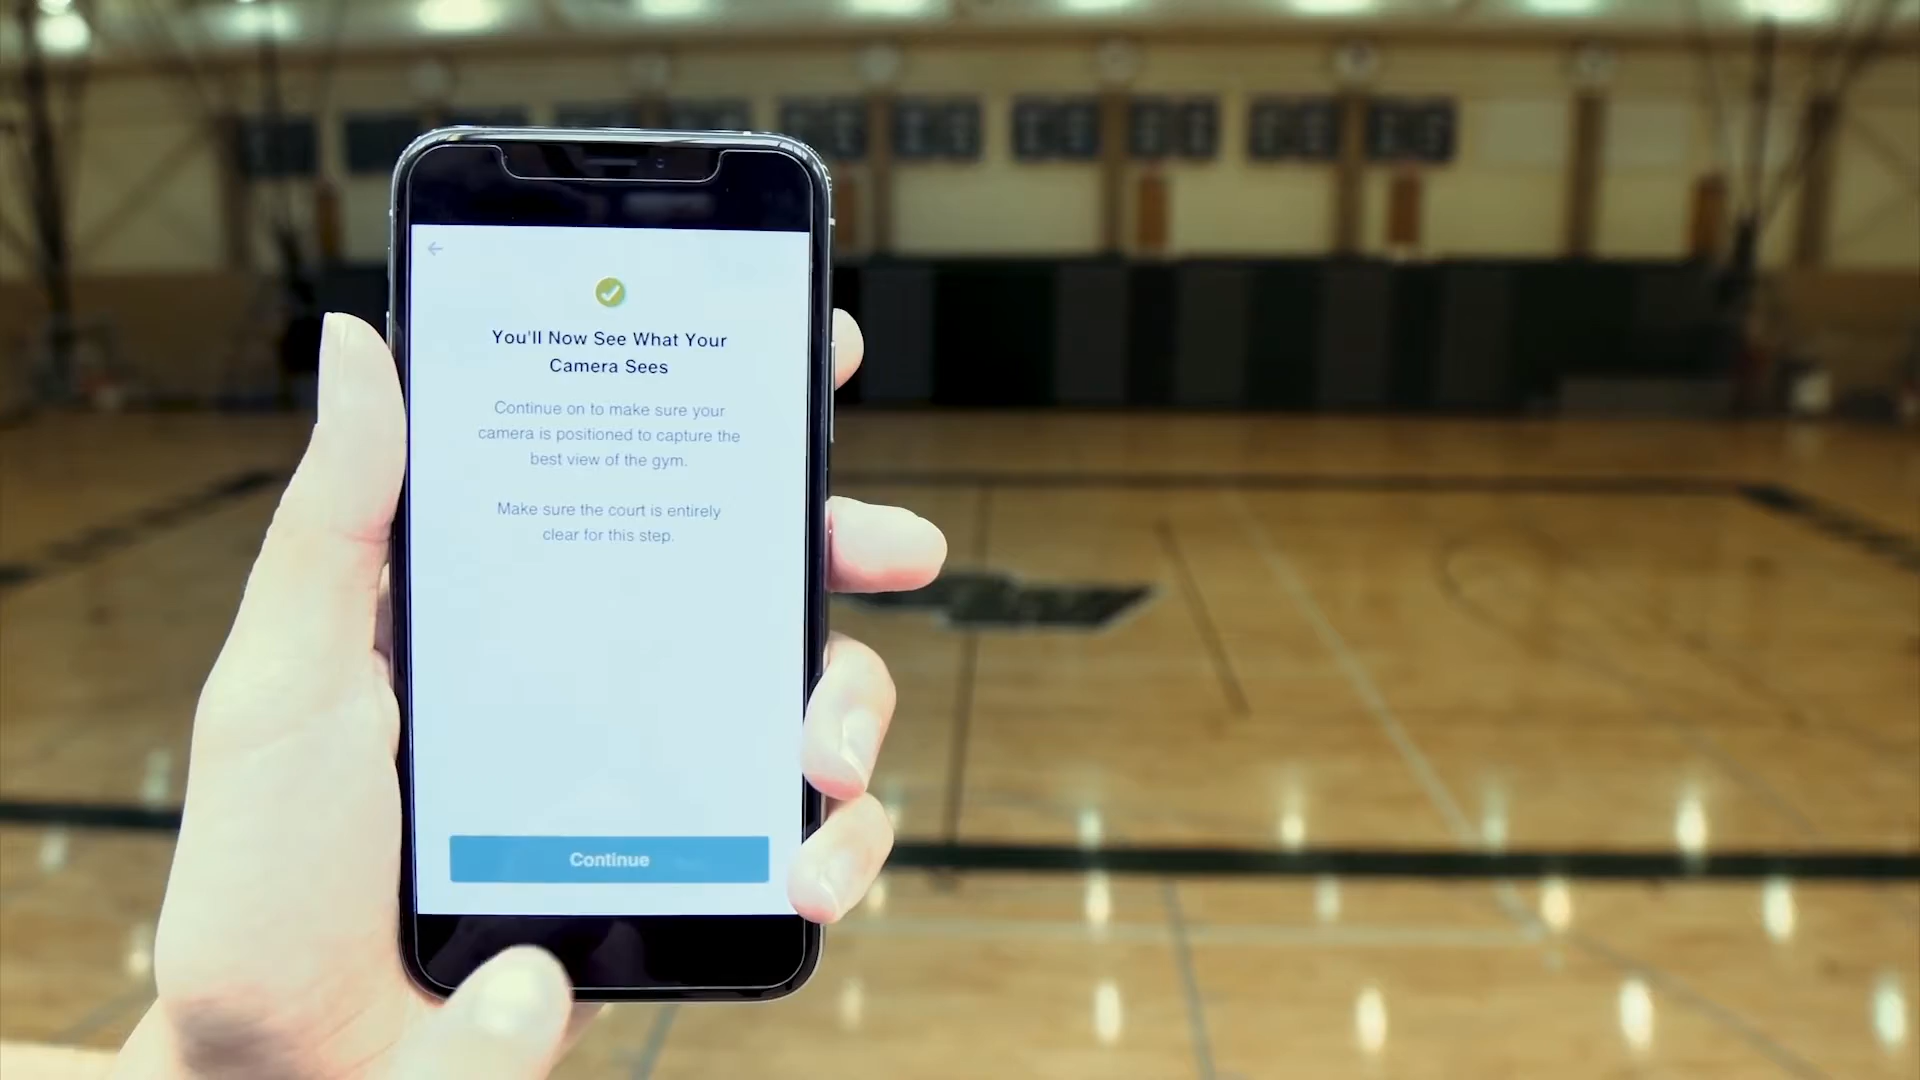 You'll Now See What Your
Camera Sees
Continue on to make sure your
camera is positioned to capture the
best view of the gym.
Make sure the court is entirely
clear for this step.
Continue